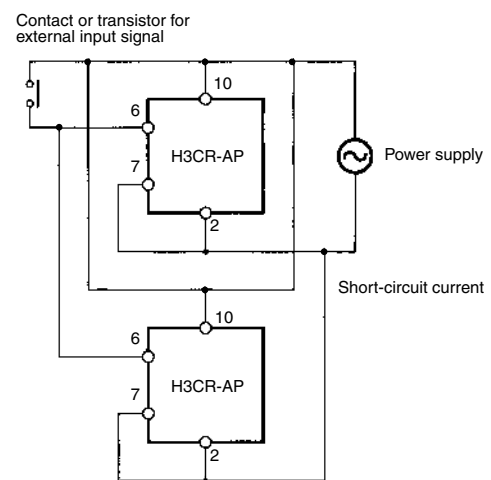 Contact or transistor for
external input signal
10
6
H3CR-AP
7
2
Power supply
Short-circuit current
10
6
H3CR-AP
7
2